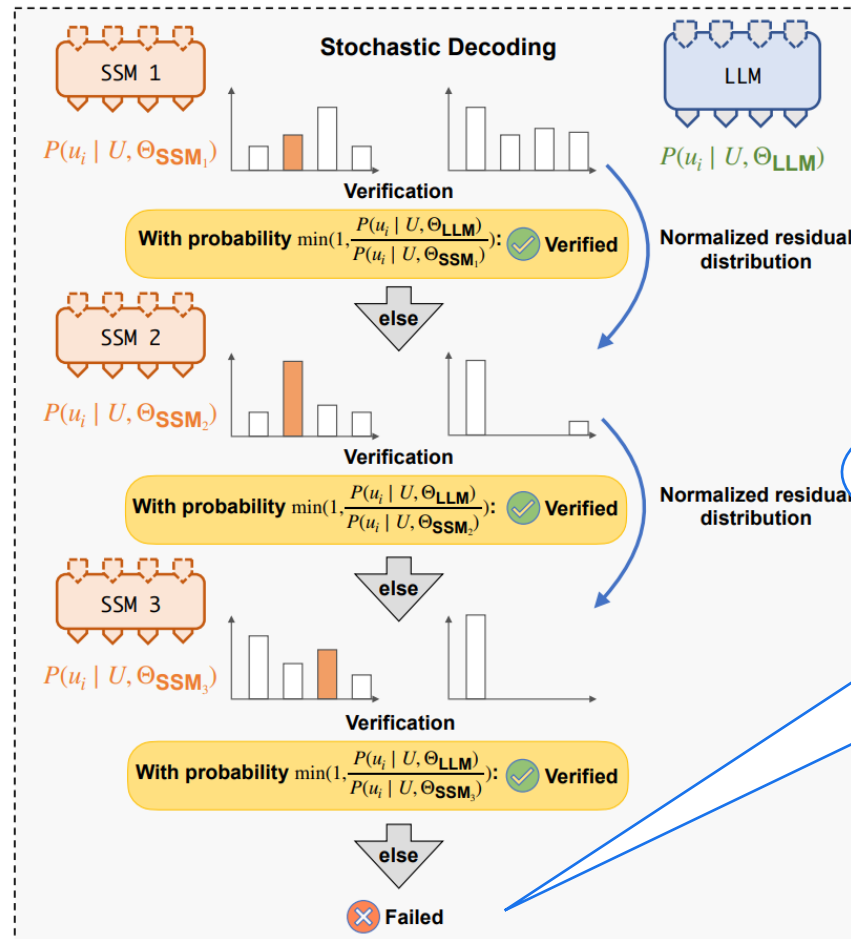 Stochastic Decoding
SSM 1
LLM
P(u_i | U, Θ_SSM₁)
P(u_i | U, Θ_LLM)
Verification
With probability min(1, P(u_i | U, Θ_LLM) / P(u_i | U, Θ_SSM₁)): Verified
Normalized residual
distribution
else
SSM 2
P(u_i | U, Θ_SSM₂)
Verification
With probability min(1, P(u_i | U, Θ_LLM) / P(u_i | U, Θ_SSM₂)): Verified
Normalized residual
distribution
else
SSM 3
P(u_i | U, Θ_SSM₃)
Verification
With probability min(1, P(u_i | U, Θ_LLM) / P(u_i | U, Θ_SSM₃)): Verified
else
Failed